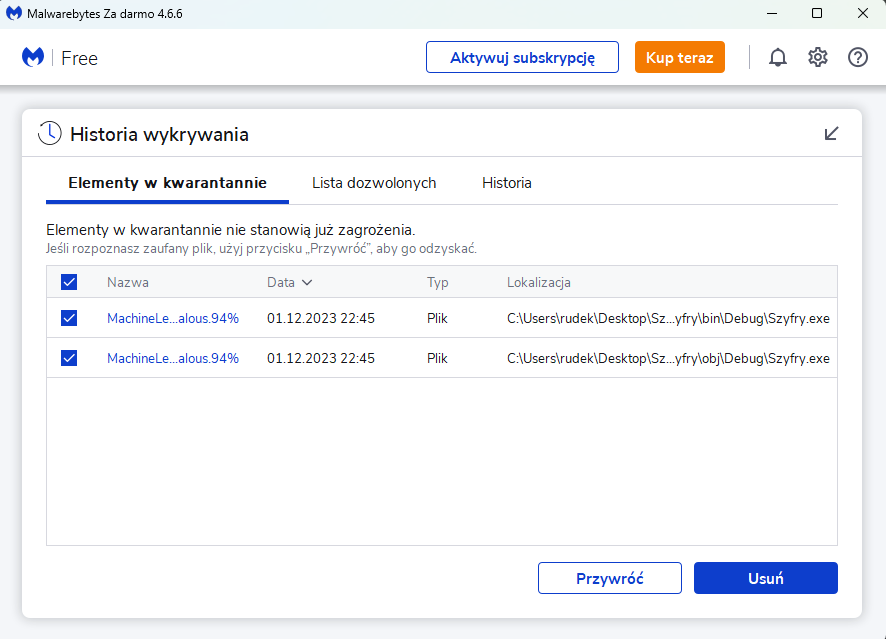 Malwarebytes Za darmo 4.6.6
Free
Aktywuj subskrypcję
Kup teraz
Historia wykrywania
Elementy w kwarantannie
Lista dozwolonych
Historia
Elementy w kwarantannie nie stanowią już zagrożenia.
Jeśli rozpoznasz zaufany plik, użyj przycisku „Przywróć”, aby go odzyskać.
Nazwa Data Typ Lokalizacja
MachineLe...alous.94% 01.12.2023 22:45 Plik C:\Users\rudek\Desktop\Sz...yfry\bin\Debug\Szyfry.exe
MachineLe...alous.94% 01.12.2023 22:45 Plik C:\Users\rudek\Desktop\Sz...yfry\obj\Debug\Szyfry.exe
Przywróć
Usuń